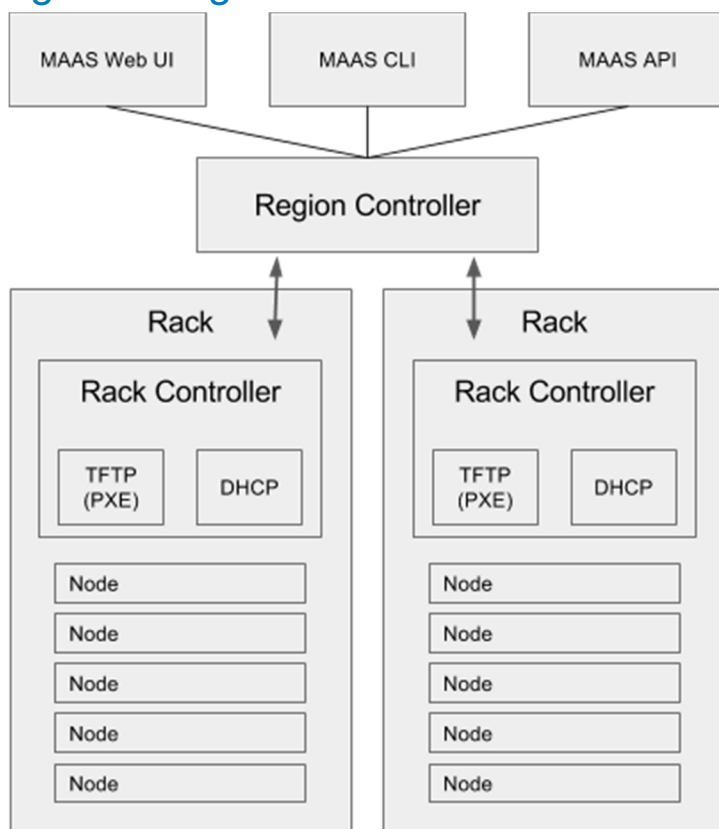 MAAS Web UI
MAAS CLI
MAAS API
Region Controller
Rack
Rack
Rack Controller
Rack Controller
TFTP
(PXE)
DHCP
TFTP
(PXE)
DHCP
Node
Node
Node
Node
Node
Node
Node
Node
Node
Node